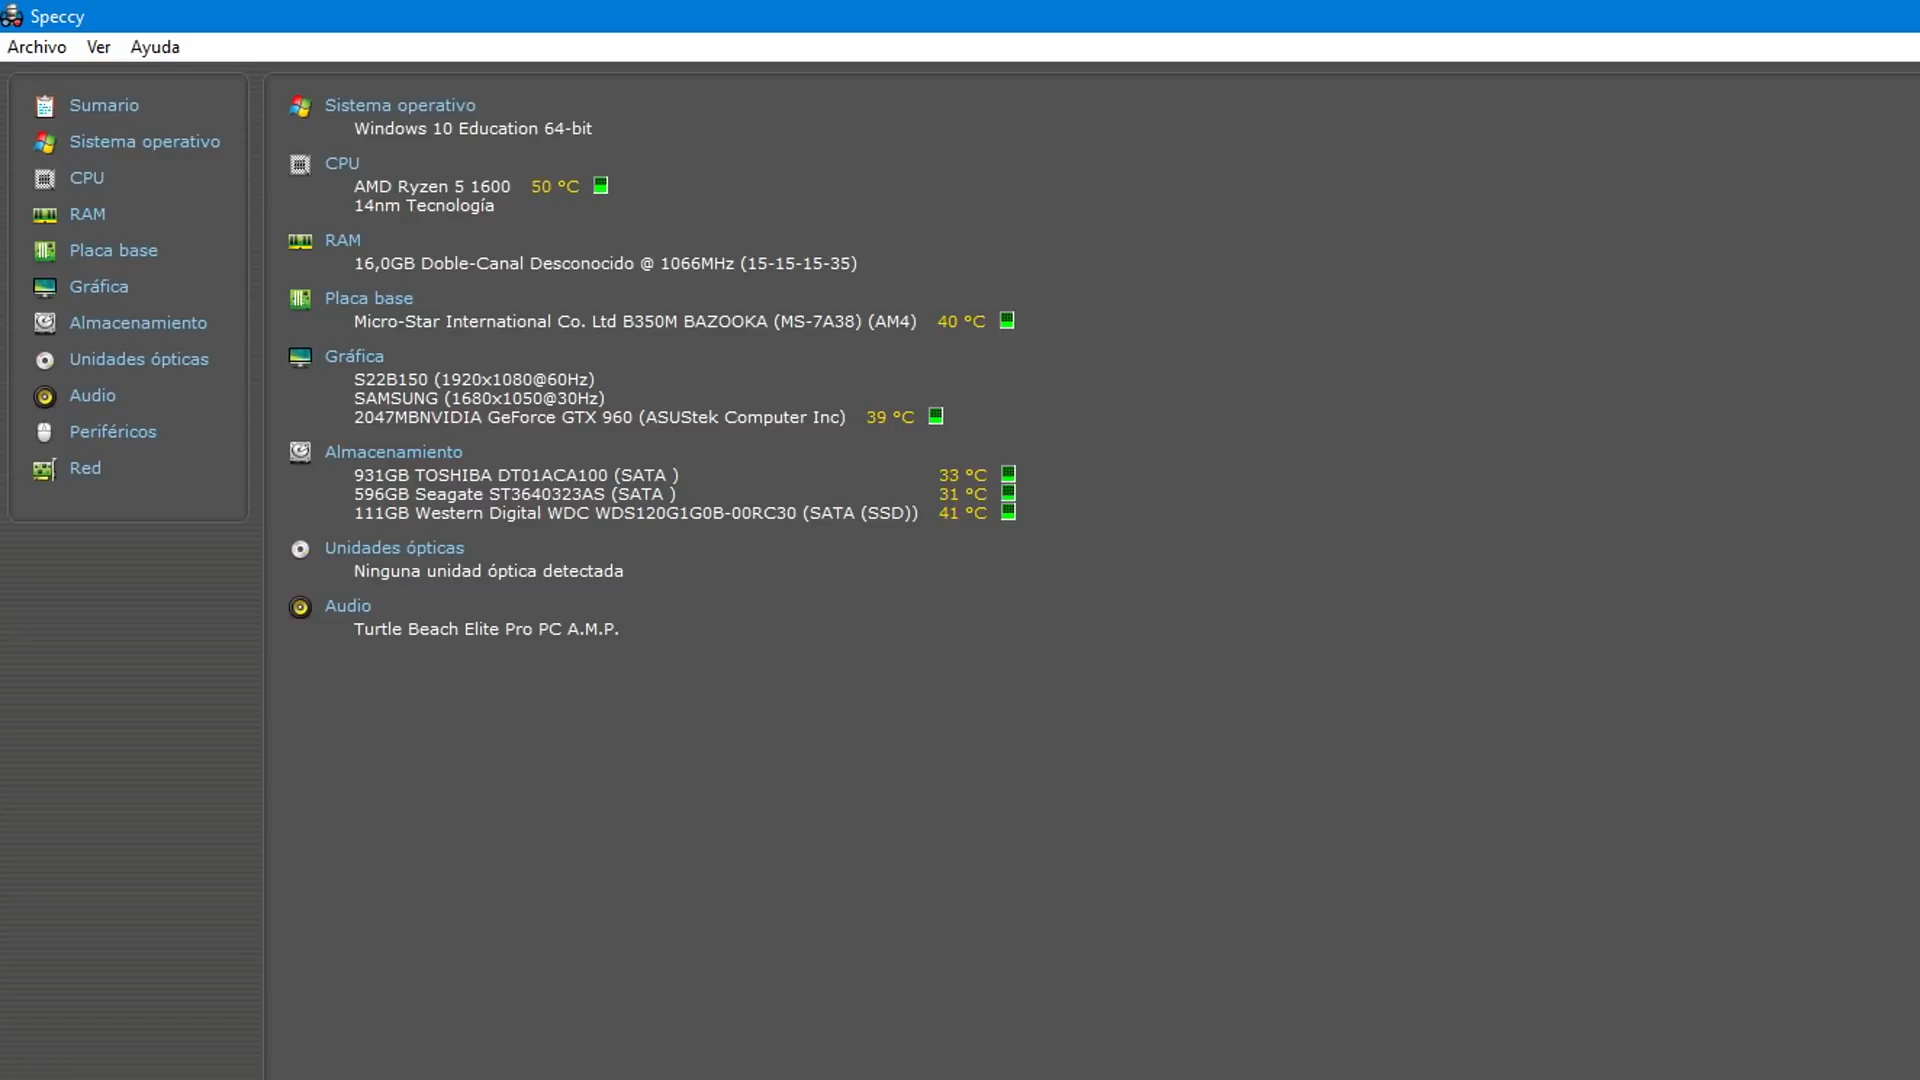 Speccy
Archivo Ver Ayuda
Sumario
Sistema operativo
CPU
RAM
Placa base
Gráfica
Almacenamiento
Unidades ópticas
Audio
Periféricos
Red
Sistema operativo
Windows 10 Education 64-bit
CPU
AMD Ryzen 5 1600 50 °C
14nm Tecnología
RAM
16,0GB Doble-Canal Desconocido @ 1066MHz (15-15-15-35)
Placa base
Micro-Star International Co. Ltd B350M BAZOOKA (MS-7A38) (AM4) 40 °C
Gráfica
S22B150 (1920x1080@60Hz)
SAMSUNG (1680x1050@30Hz)
2047MBNVIDIA GeForce GTX 960 (ASUStek Computer Inc) 39 °C
Almacenamiento
931GB TOSHIBA DT01ACA100 (SATA ) 33 °C
596GB Seagate ST3640323AS (SATA ) 31 °C
111GB Western Digital WDC WDS120G1G0B-00RC30 (SATA (SSD)) 41 °C
Unidades ópticas
Ninguna unidad óptica detectada
Audio
Turtle Beach Elite Pro PC A.M.P.